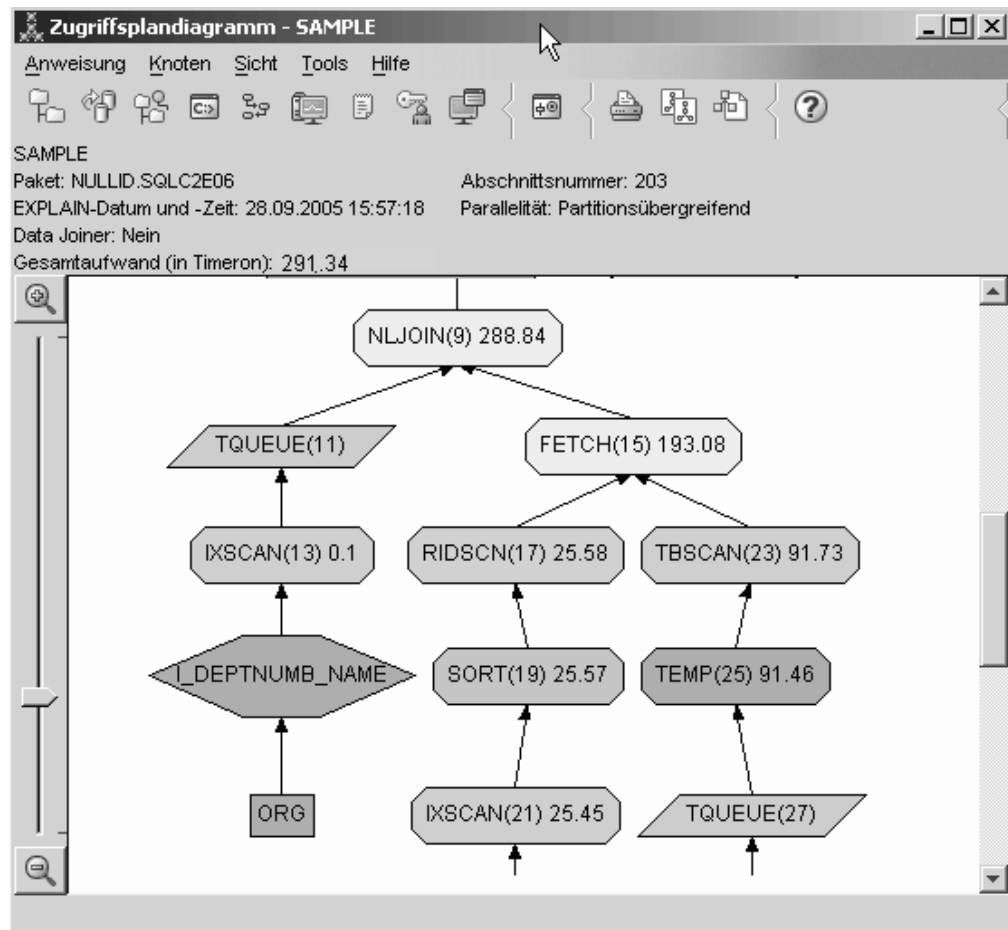 Zugriffsplandiagramm - SAMPLE
Anweisung Knoten Sicht Tools Hilfe
C:>
?
SAMPLE
Paket: NULLID.SQLC2E06 Abschnittsnummer: 203
EXPLAIN-Datum und -Zeit: 28.09.2005 15:57:18 Parallelität: Partitionsübergreifend
Data Joiner: Nein
Gesamtaufwand (in Timeron): 291.34
NLJOIN(9) 288.84
TQUEUE(11) FETCH(15) 193.08
IXSCAN(13) 0.1 RIDSCN(17) 25.58 TBSCAN(23) 91.73
I_DEPTNUMB_NAME SORT(19) 25.57 TEMP(25) 91.46
ORG IXSCAN(21) 25.45 TQUEUE(27)